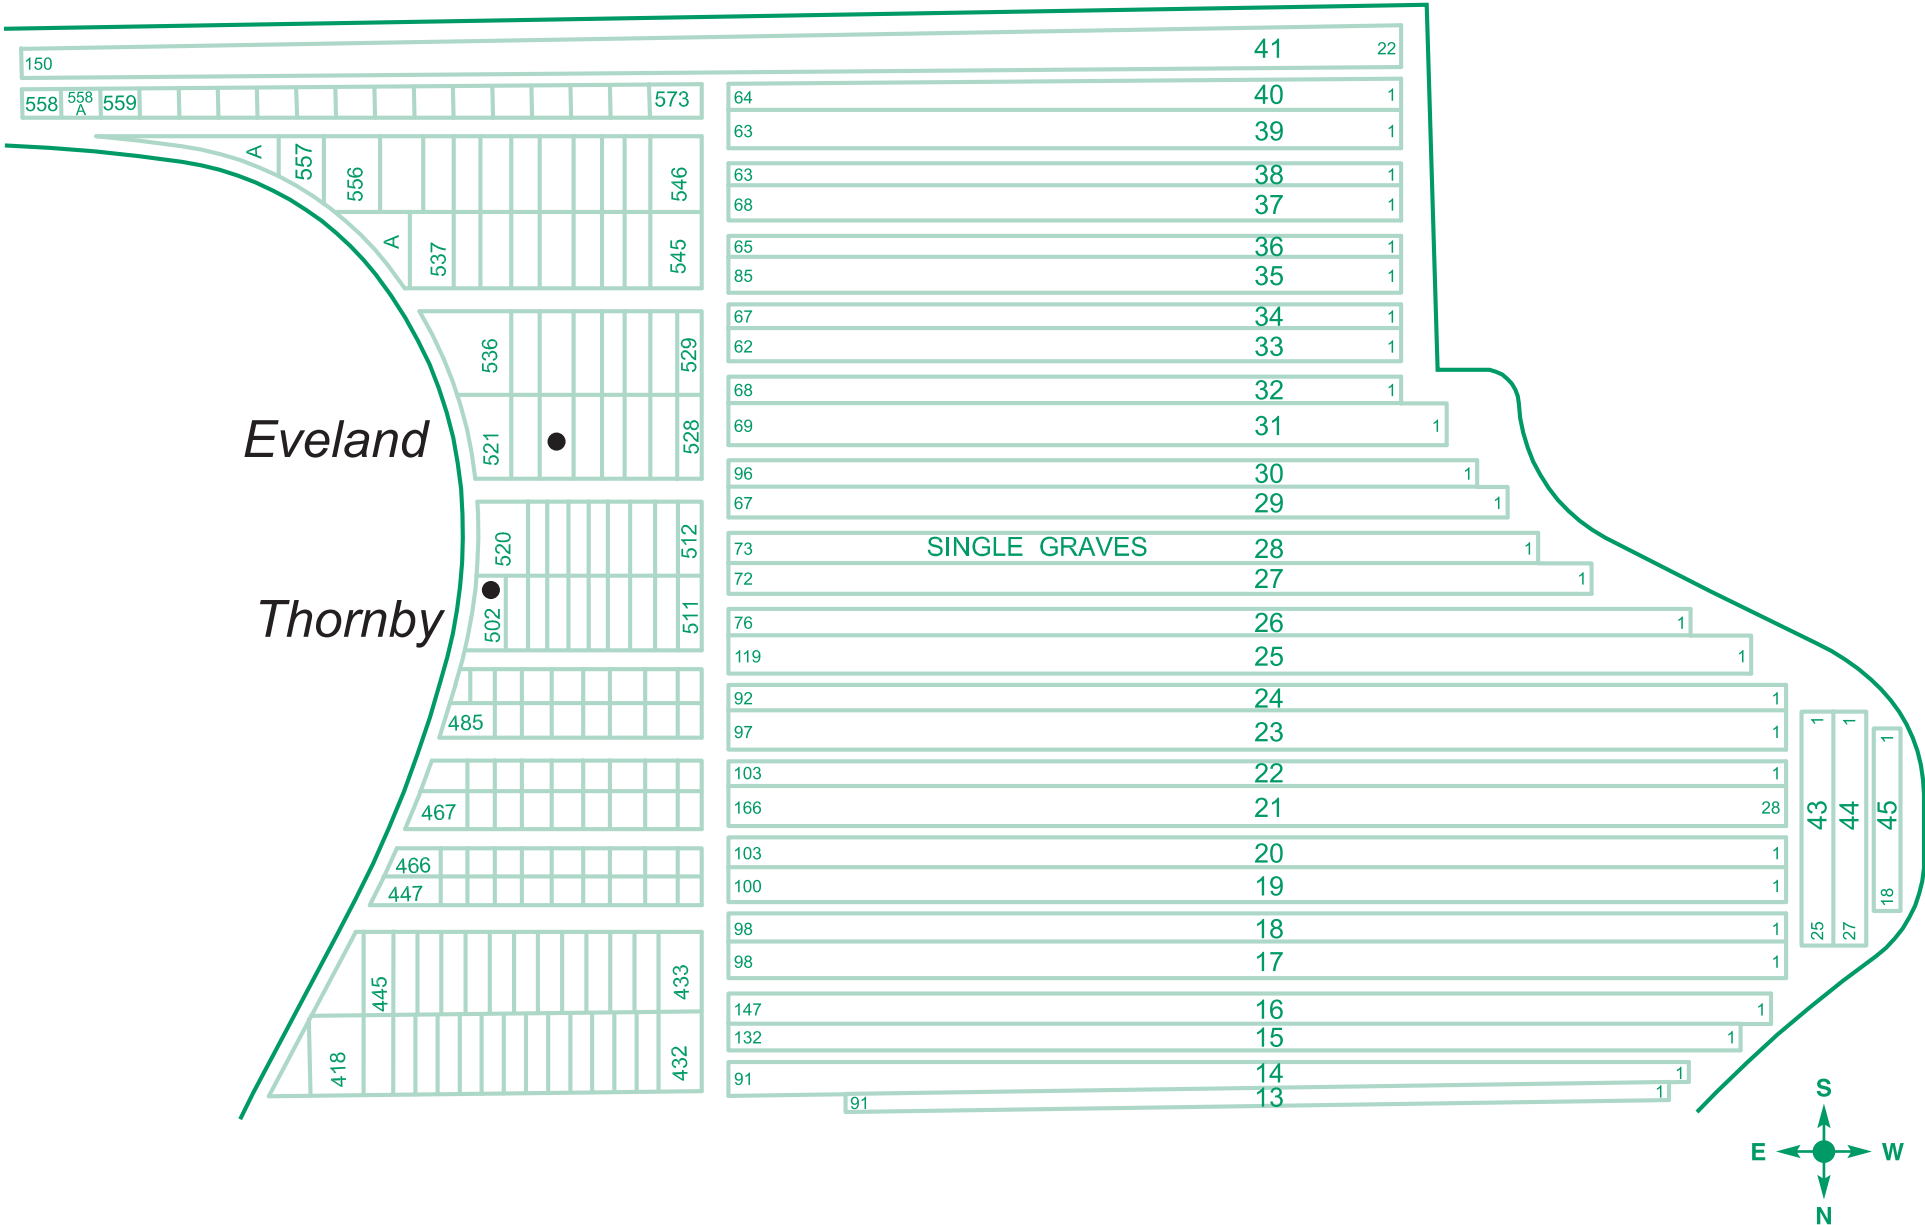 150 41 22
558 558 A 559 573 64 40 1
63 39 1
A 557 556 546 63 38 1
68 37 1
A 537 545 65 36 1
85 35 1
67 34 1
536 529 62 33 1
68 32 1
Eveland 521 528 69 31 1
96 30 1
67 29 1
520 512 73 SINGLE GRAVES 28 1
72 27 1
Thornby 502 511 76 26 1
119 25 1
92 24 1
485 97 23 1
103 22 1
467 166 21 28
466 103 20 1
447 100 19 1
98 18 1
98 17 1
1 43 25
1 44 27
1 45 18
445 433 147 16 1
132 15 1
418 432 91 14 1
91 13 1
S
E W
N